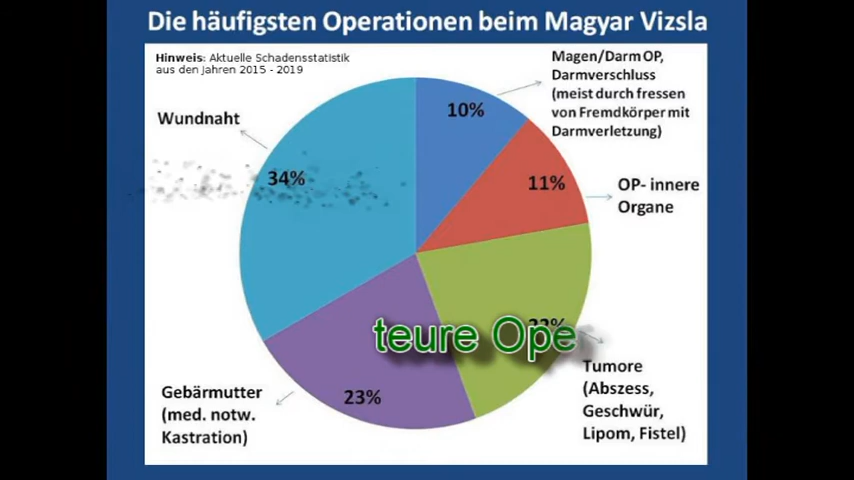 Die häufigsten Operationen beim Magyar Vizsla
Hinweis: Aktuelle Schadensstatistik
aus den Jahren 2015 - 2019
Magen/Darm OP,
Darmverschluss
(meist durch fressen
von Fremdkörper mit
Darmverletzung)
10%
Wundnaht
34%
11%
OP- innere
Organe
teure Ope
Tumore
(Abszess,
Geschwür,
Lipom, Fistel)
Gebärmutter
(med. notw.
Kastration)
23%